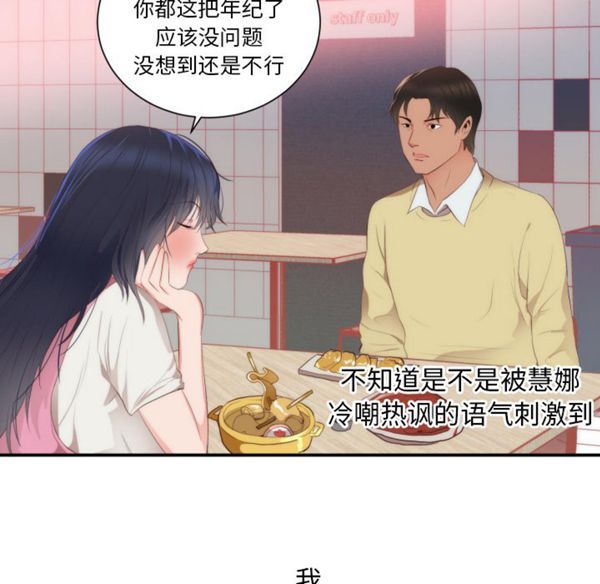 你都这把年纪了
应该没问题
没想到还是不行
staff only
不知道是不是被慧娜
冷嘲热讽的语气刺激到
我